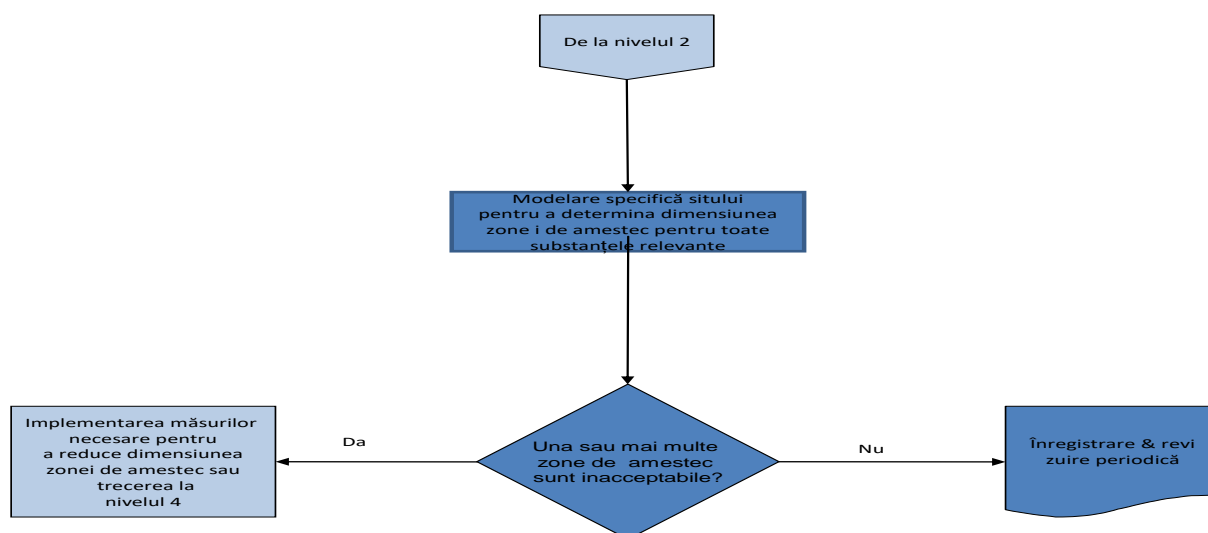 De la nivelul 2
Modelare specifică sitului
pentru a determina dimensiunea
zone i de amestec pentru toate
substanțele relevante
Implementarea măsurilor
necesare pentru
a reduce dimensiunea
zonei de amestec sau
trecerea la
nivelul 4
Da
Una sau mai multe
zone de amestec
sunt inacceptabile?
Nu
Înregistrare & revi
zuire periodică